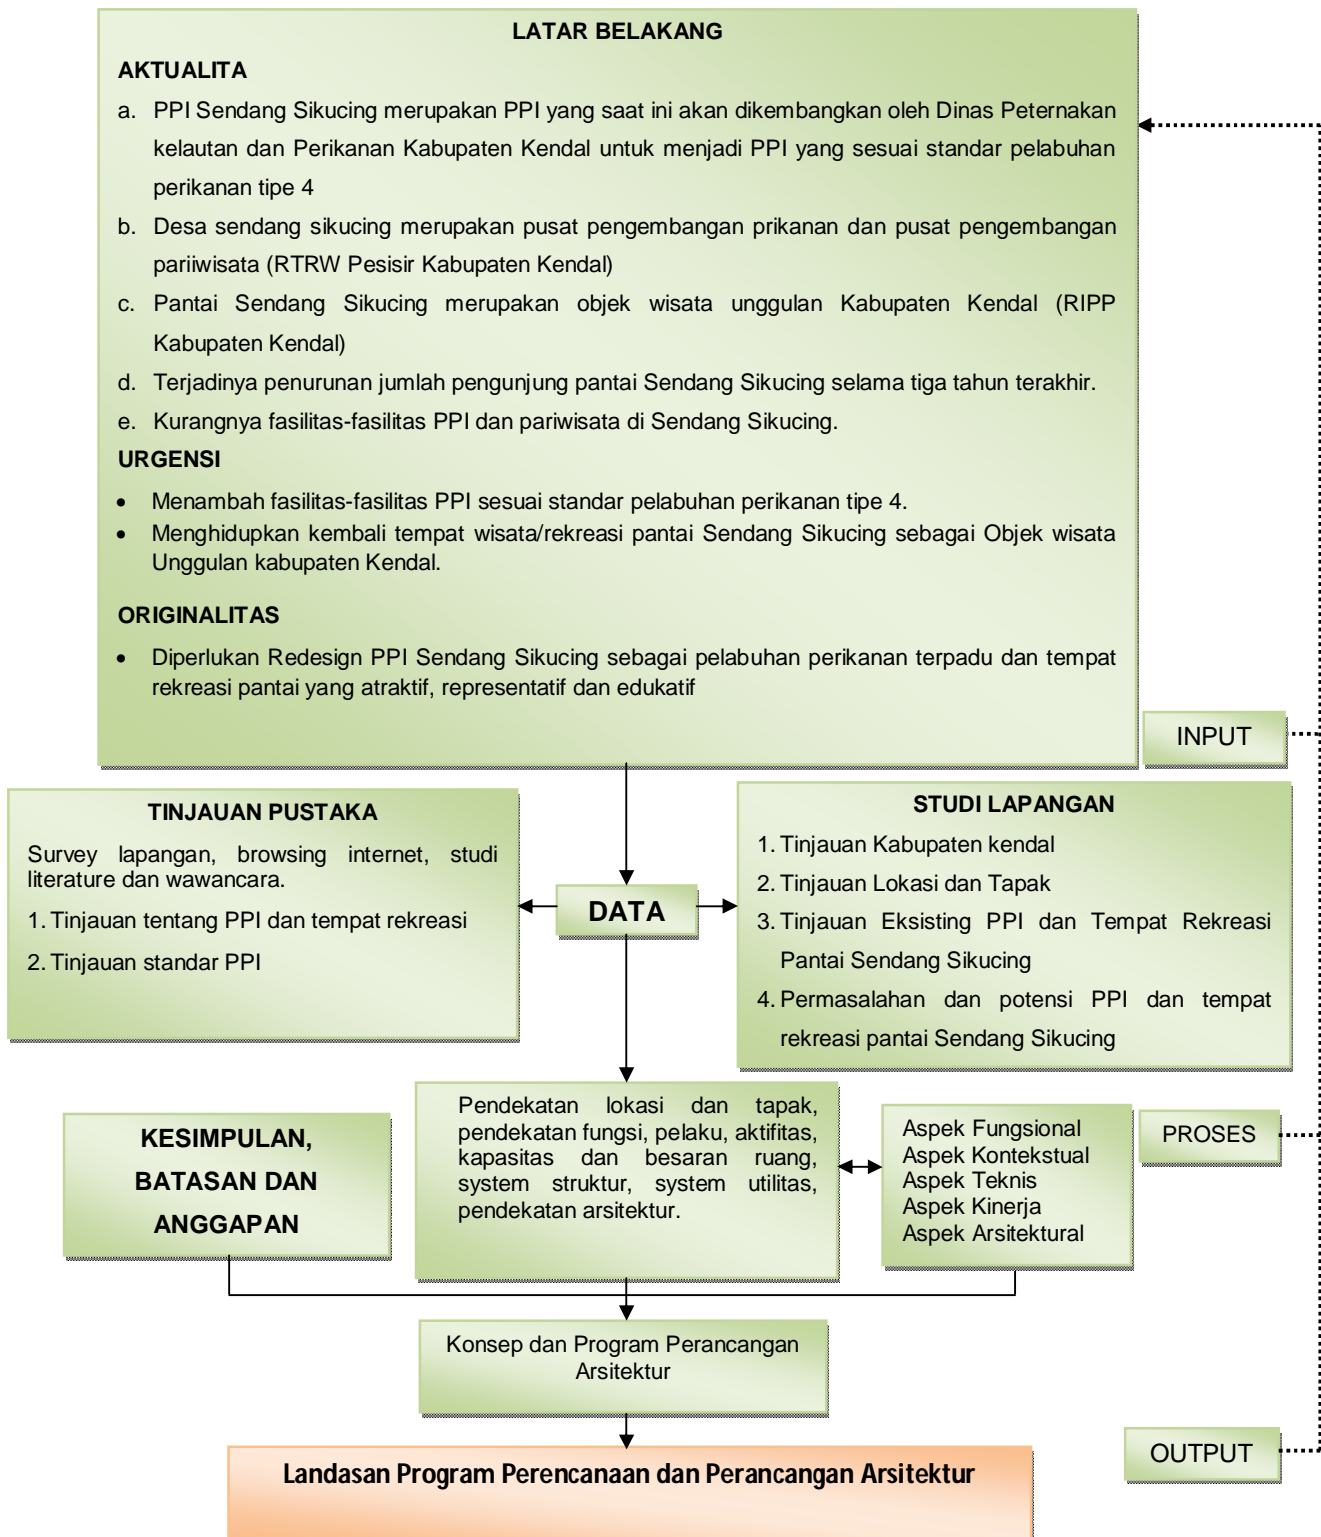 LATAR BELAKANG
AKTUALITA
a. PPI Sendang Sikucing merupakan PPI yang saat ini akan dikembangkan oleh Dinas Peternakan
kelautan dan Perikanan Kabupaten Kendal untuk menjadi PPI yang sesuai standar pelabuhan
perikanan tipe 4
b. Desa sendang sikucing merupakan pusat pengembangan prikanan dan pusat pengembangan
pariiwisata (RTRW Pesisir Kabupaten Kendal)
c. Pantai Sendang Sikucing merupakan objek wisata unggulan Kabupaten Kendal (RIPP
Kabupaten Kendal)
d. Terjadinya penurunan jumlah pengunjung pantai Sendang Sikucing selama tiga tahun terakhir.
e. Kurangnya fasilitas-fasilitas PPI dan pariwisata di Sendang Sikucing.
URGENSI
• Menambah fasilitas-fasilitas PPI sesuai standar pelabuhan perikanan tipe 4.
• Menghidupkan kembali tempat wisata/rekreasi pantai Sendang Sikucing sebagai Objek wisata
Unggulan kabupaten Kendal.
ORIGINALITAS
• Diperlukan Redesign PPI Sendang Sikucing sebagai pelabuhan perikanan terpadu dan tempat
rekreasi pantai yang atraktif, representatif dan edukatif
INPUT
TINJAUAN PUSTAKA
Survey lapangan, browsing internet, studi
literature dan wawancara.
1. Tinjauan tentang PPI dan tempat rekreasi
2. Tinjauan standar PPI
DATA
STUDI LAPANGAN
1. Tinjauan Kabupaten kendal
2. Tinjauan Lokasi dan Tapak
3. Tinjauan Eksisting PPI dan Tempat Rekreasi
Pantai Sendang Sikucing
4. Permasalahan dan potensi PPI dan tempat
rekreasi pantai Sendang Sikucing
KESIMPULAN,
BATASAN DAN
ANGGAPAN
Pendekatan lokasi dan tapak,
pendekatan fungsi, pelaku, aktifitas,
kapasitas dan besaran ruang,
system struktur, system utilitas,
pendekatan arsitektur.
Aspek Fungsional
Aspek Kontekstual
Aspek Teknis
Aspek Kinerja
Aspek Arsitektural
PROSES
Konsep dan Program Perancangan
Arsitektur
OUTPUT
Landasan Program Perencanaan dan Perancangan Arsitektur